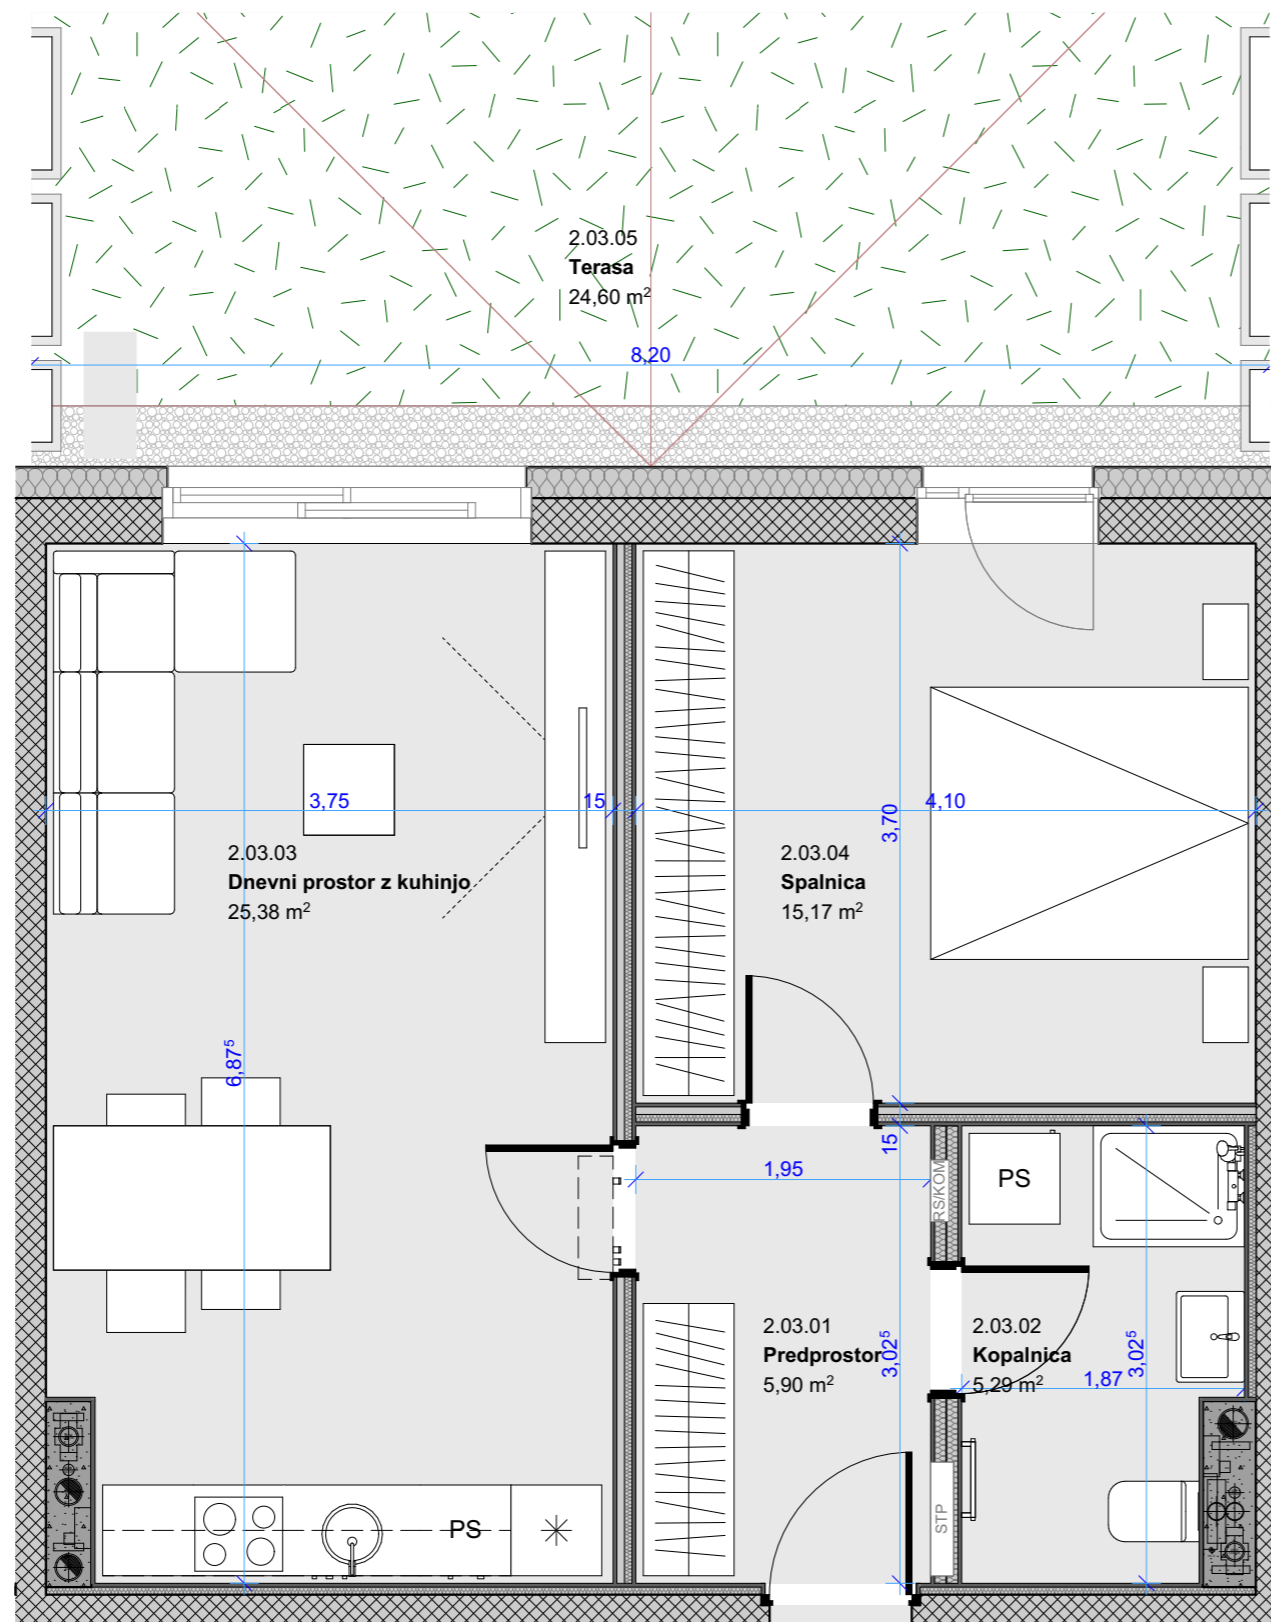 2.03.05
Terasa
24,60 m²
8,20
3,75
15
4,10
3,70
2.03.03
Dnevni prostor z kuhinjo
25,38 m²
2.03.04
Spalnica
15,17 m²
6,87⁵
15
1,95
RS/KOM
PS
2.03.01
Predprostor
5,90 m²
3,02⁵
2.03.02
Kopalnica
5,29 m²
1,87
3,02⁵
PS
STP